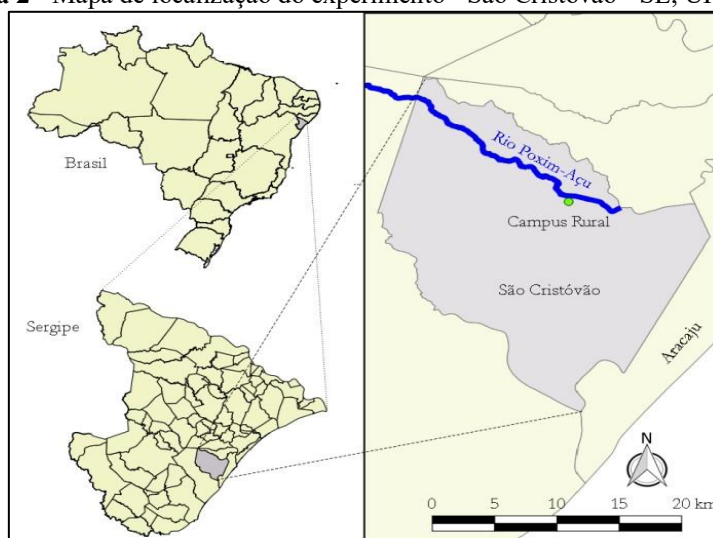 2 - Mapa de localização do experimento - São Cristóvão - SE,
Brasil
Sergipe
Rio Poxim-Açu
Campus Rural
São Cristóvão
Aracaju
N
0 5 10 15 20 km